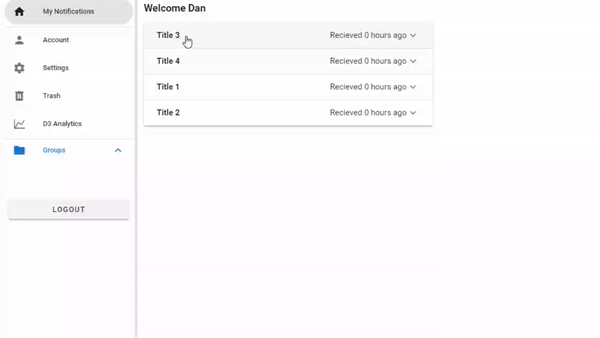 My Notifications
Account
Settings
Trash
D3 Analytics
Groups
LOGOUT
Welcome Dan
Title 3 Recieved 0 hours ago
Title 4 Recieved 0 hours ago
Title 1 Recieved 0 hours ago
Title 2 Recieved 0 hours ago